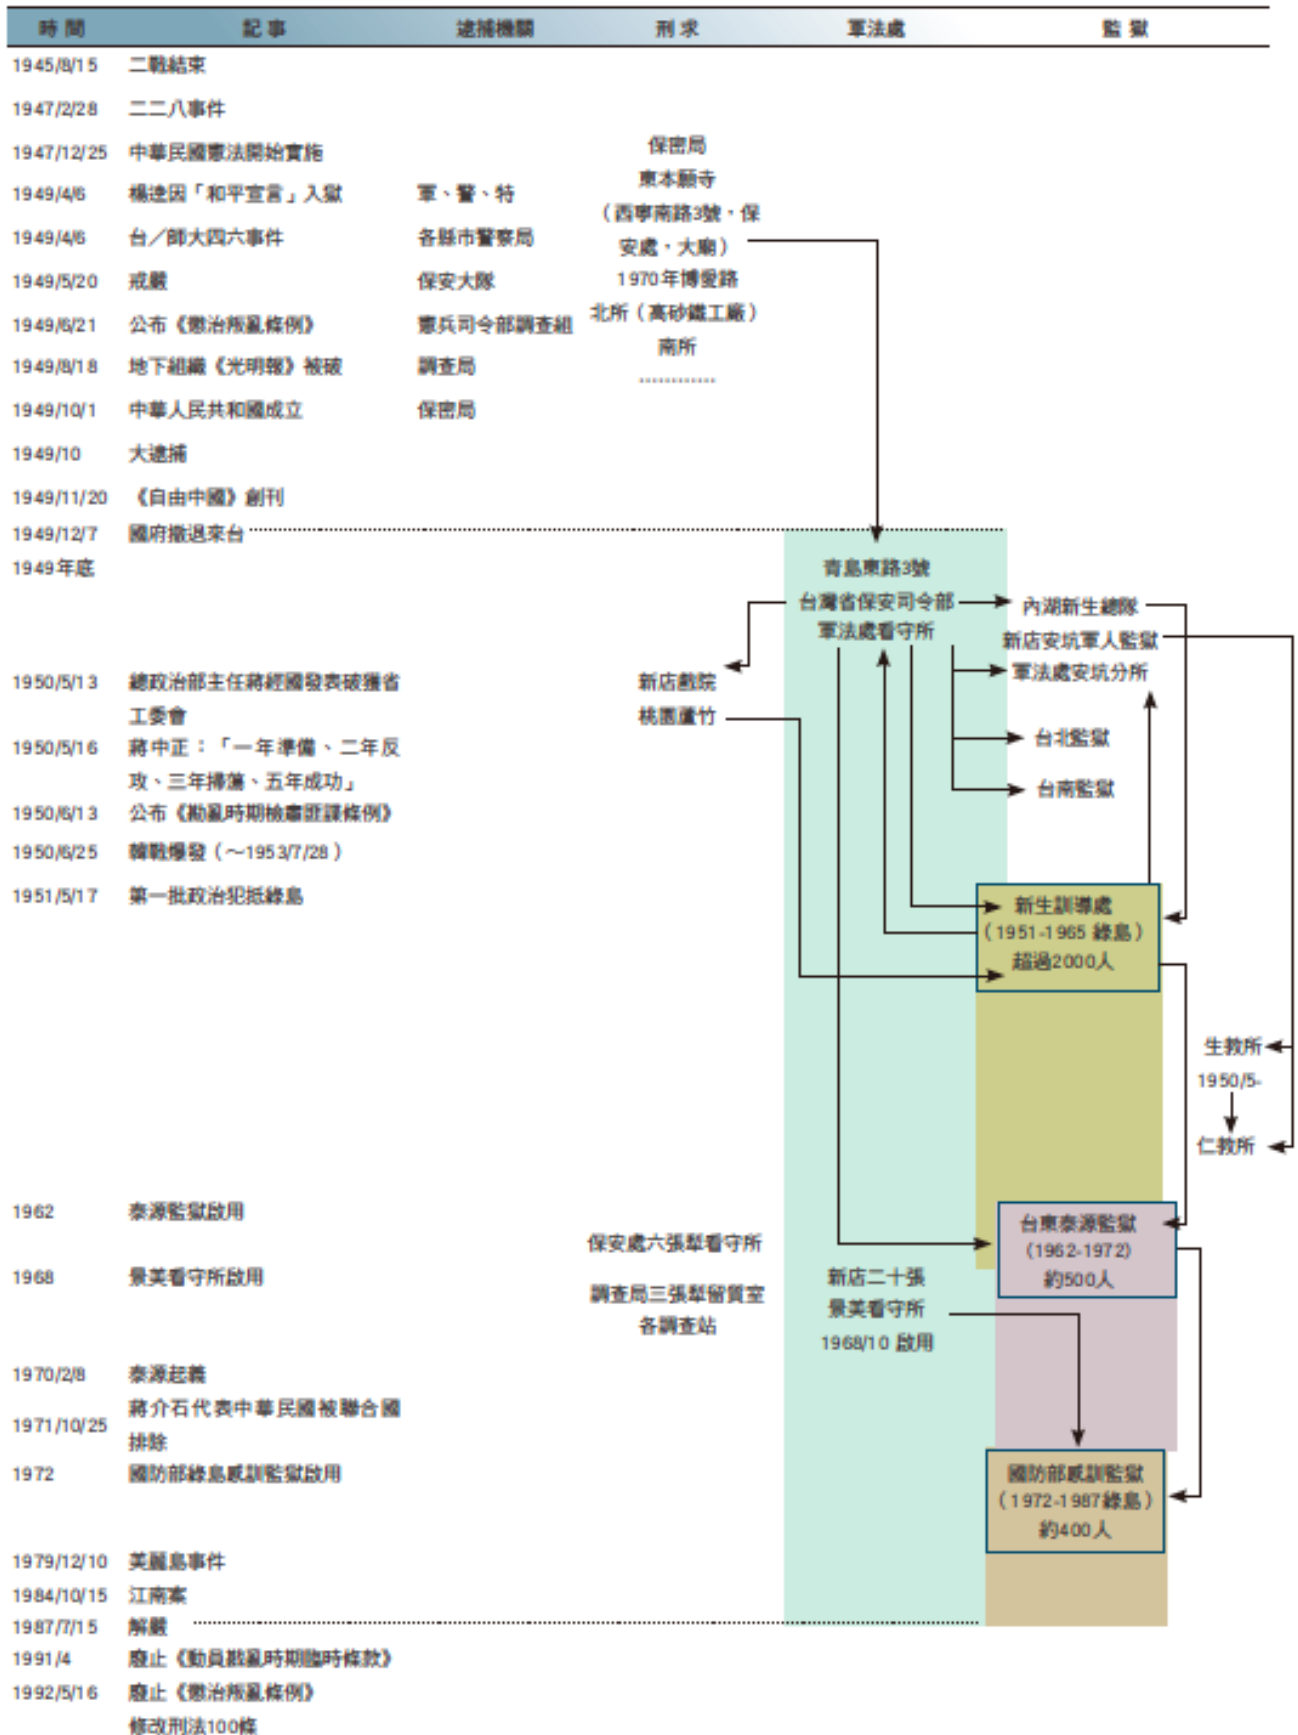 時間 記事 逮捕機關 刑求 軍法處 監獄
1945/8/15 二戰結束
1947/2/28 二二八事件
1947/12/25 中華民國憲法開始實施
1949/4/6 楊逵因「和平宣言」入獄
1949/4/6 台／師大四六事件
1949/5/20 戒嚴
1949/6/21 公布《懲治叛亂條例》
1949/8/18 地下組織《光明報》被破
1949/10/1 中華人民共和國成立
1949/10 大逮捕
1949/11/20 《自由中國》創刊
1949/12/7 國府撤退來台
1949年底
1950/5/13 總政治部主任蔣經國發表破獲省
工委會
1950/5/16 蔣中正：「一年準備、二年反
攻、三年掃蕩、五年成功」
1950/6/13 公布《勘亂時期檢肅匪諜條例》
1950/6/25 韓戰爆發（～1953/7/28）
1951/5/17 第一批政治犯抵綠島
1962 泰源監獄啟用
1968 景美看守所啟用
1970/2/8 泰源起義
1971/10/25 蔣介石代表中華民國被聯合國
排除
1972 國防部綠島感訓監獄啟用
1979/12/10 美麗島事件
1984/10/15 江南案
1987/7/15 解嚴
1991/4 廢止《動員戡亂時期臨時條款》
1992/5/16 廢止《懲治叛亂條例》
修改刑法100條
軍、警、特
各縣市警察局
保安大隊
憲兵司令部調查組
調查局
保密局
保密局
東本願寺
（西寧南路3號，保
安處，大廟）
1970年博愛路
北所（高砂鐵工廠）
南所
…………
新店戲院
桃園蘆竹
保安處六張犁看守所
調查局三張犁留質室
各調查站
青島東路3號
台灣省保安司令部
軍法處看守所
新店二十張
景美看守所
1968/10 啟用
內湖新生總隊
新店安坑軍人監獄
軍法處安坑分所
台北監獄
台南監獄
新生訓導處
（1951-1965 綠島）
超過2000人
生教所
1950/5-
仁教所
台東泰源監獄
(1962-1972)
約500人
國防部感訓監獄
（1972-1987綠島）
約400人